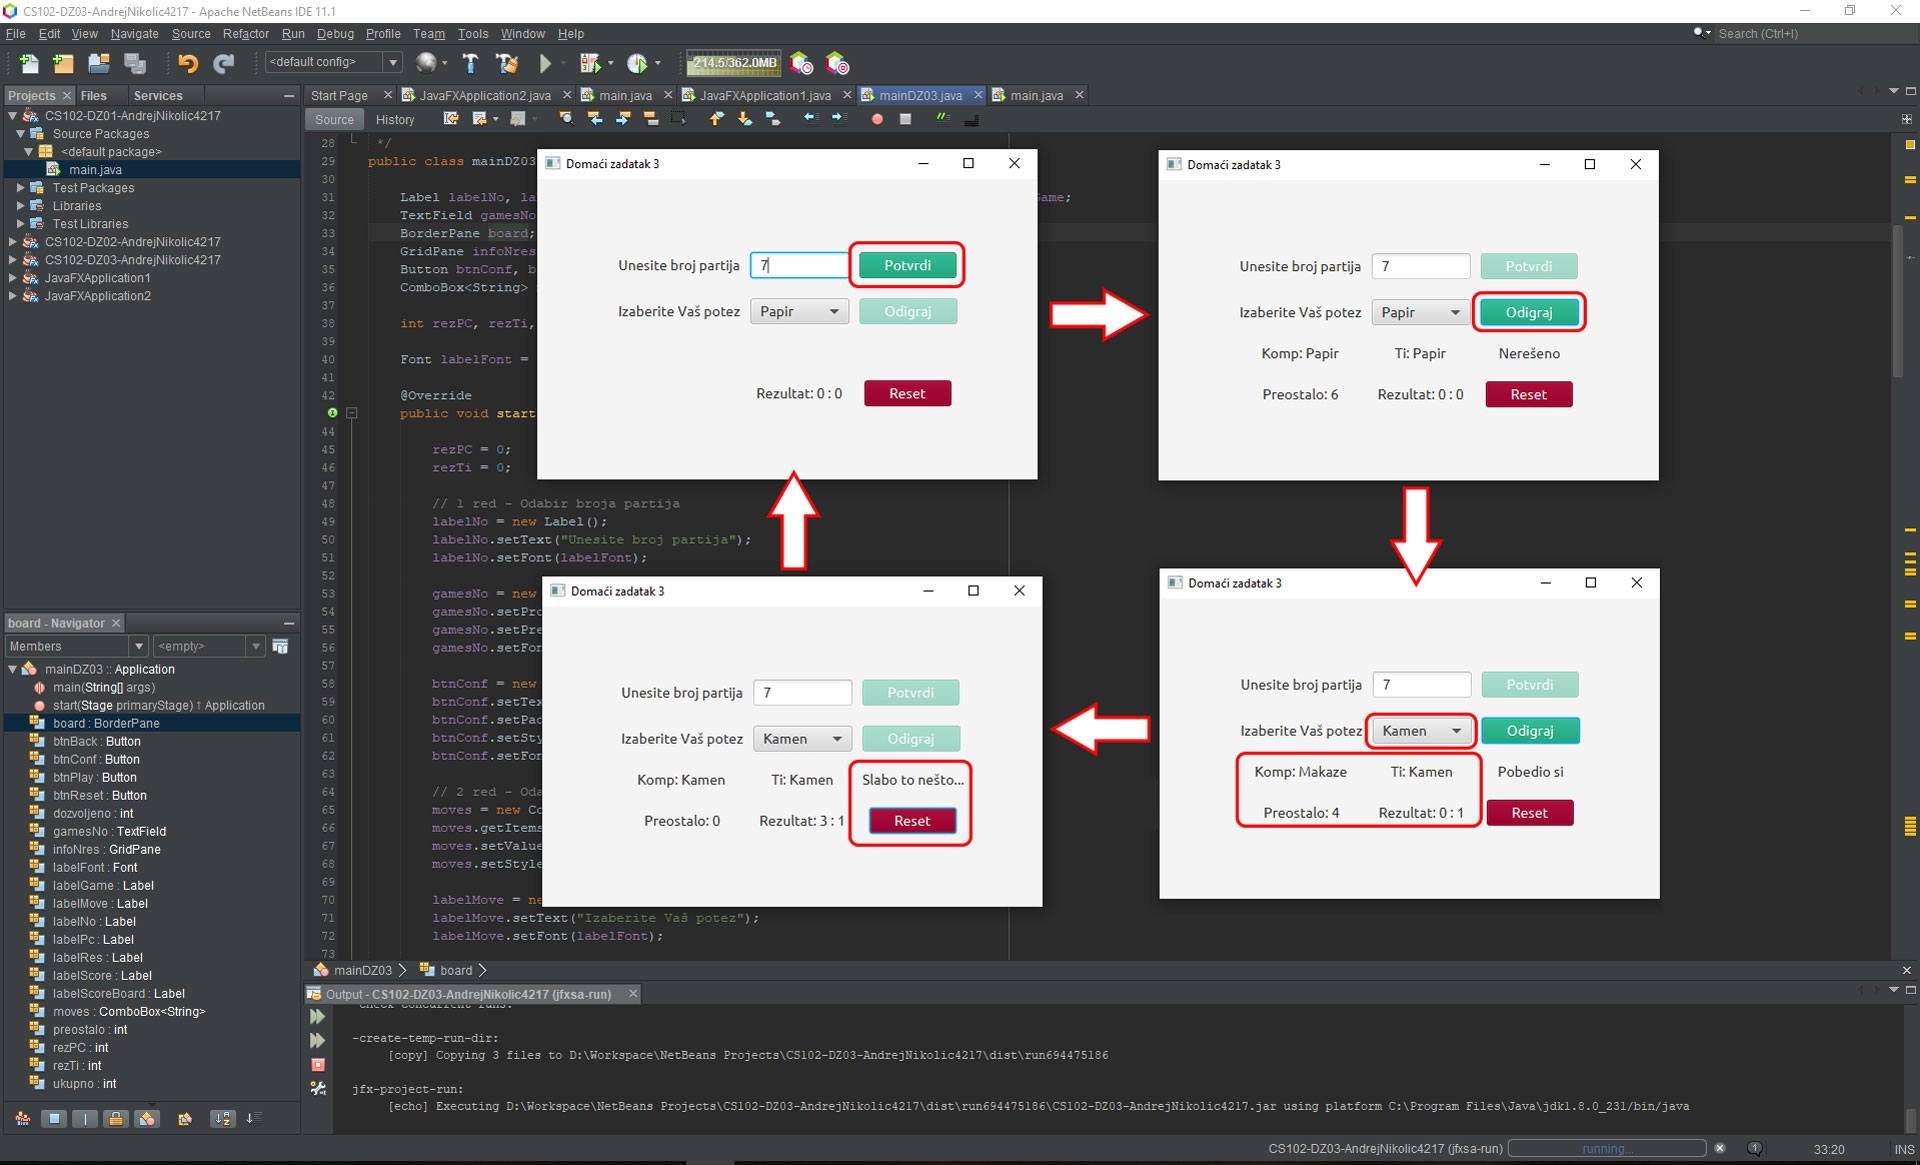 CS102-DZ03-AndrejNikolic4217 - Apache NetBeans IDE 11.1
File Edit View Navigate Source Refactor Run Debug Profile Team Tools Window Help
Search (Ctrl+I)
<default config>
214.5/362.0MB
Projects
Files
Services
CS102-DZ01-AndrejNikolic4217
Source Packages
<default package>
main.java
Test Packages
Libraries
Test Libraries
CS102-DZ02-AndrejNikolic4217
CS102-DZ03-AndrejNikolic4217
JavaFXApplication1
JavaFXApplication2
board - Navigator
Members
<empty>
mainDZ03 :: Application
main(String[] args)
start(Stage primaryStage) ↑ Application
board : BorderPane
btnBack : Button
btnConf : Button
btnPlay : Button
btnReset : Button
dozvoljeno : int
gamesNo : TextField
infoNres : GridPane
labelFont : Font
labelGame : Label
labelMove : Label
labelNo : Label
labelPc : Label
labelRes : Label
labelScore : Label
labelScoreBoard : Label
moves : ComboBox<String>
preostalo : int
rezPC : int
rezTi : int
ukupno : int
Start Page
JavaFXApplication2.java
main.java
JavaFXApplication1.java
mainDZ03.java
main.java
Source History
28 */
29 public class mainDZ03
30
31 Label labelNo, la
ame;
32 TextField gamesNo
33 BorderPane board;
34 GridPane infoNres
35 Button btnConf, b
36 ComboBox<String>
37
38 int rezPC, rezTi,
39
40 Font labelFont =
41
42 @Override
public void start
44
45 rezPC = 0;
46 rezTi = 0;
47
48 // 1 red - Odabir broja partija
49 labelNo = new Label();
50 labelNo.setText("Unesite broj partija");
51 labelNo.setFont(labelFont);
52
53 gamesNo = new
54 gamesNo.setPro
55 gamesNo.setPre
56 gamesNo.setFon
57
58 btnConf = new
59 btnConf.setTex
60 btnConf.setPad
61 btnConf.setSty
62 btnConf.setFon
63
64 // 2 red - Oda
65 moves = new Co
66 moves.getItems
67 moves.setValue
68 moves.setStyle
69
70 labelMove = ne
71 labelMove.setText("Izaberite Vaš potez");
72 labelMove.setFont(labelFont);
73
Domaći zadatak 3
Unesite broj partija 7 Potvrdi
Izaberite Vaš potez Papir Odigraj
Rezultat: 0 : 0 Reset
Domaći zadatak 3
Unesite broj partija 7 Potvrdi
Izaberite Vaš potez Papir Odigraj
Komp: Papir Ti: Papir Nerešeno
Preostalo: 6 Rezultat: 0 : 0 Reset
Domaći zadatak 3
Unesite broj partija 7 Potvrdi
Izaberite Vaš potez Kamen Odigraj
Komp: Kamen Ti: Kamen Slabo to nešto...
Preostalo: 0 Rezultat: 3 : 1 Reset
Domaći zadatak 3
Unesite broj partija 7 Potvrdi
Izaberite Vaš potez Kamen Odigraj
Komp: Makaze Ti: Kamen Pobedio si
Preostalo: 4 Rezultat: 0 : 1 Reset
mainDZ03
board
Output - CS102-DZ03-AndrejNikolic4217 (jfxsa-run)
-create-temp-run-dir:
[copy] Copying 3 files to D:\Workspace\NetBeans Projects\CS102-DZ03-AndrejNikolic4217\dist\run694475186
jfx-project-run:
[echo] Executing D:\Workspace\NetBeans Projects\CS102-DZ03-AndrejNikolic4217\dist\run694475186\CS102-DZ03-AndrejNikolic4217.jar using platform C:\Program Files\Java\jdk1.8.0_231/bin/java
CS102-DZ03-AndrejNikolic4217 (jfxsa-run)
running...
1
33:20
INS